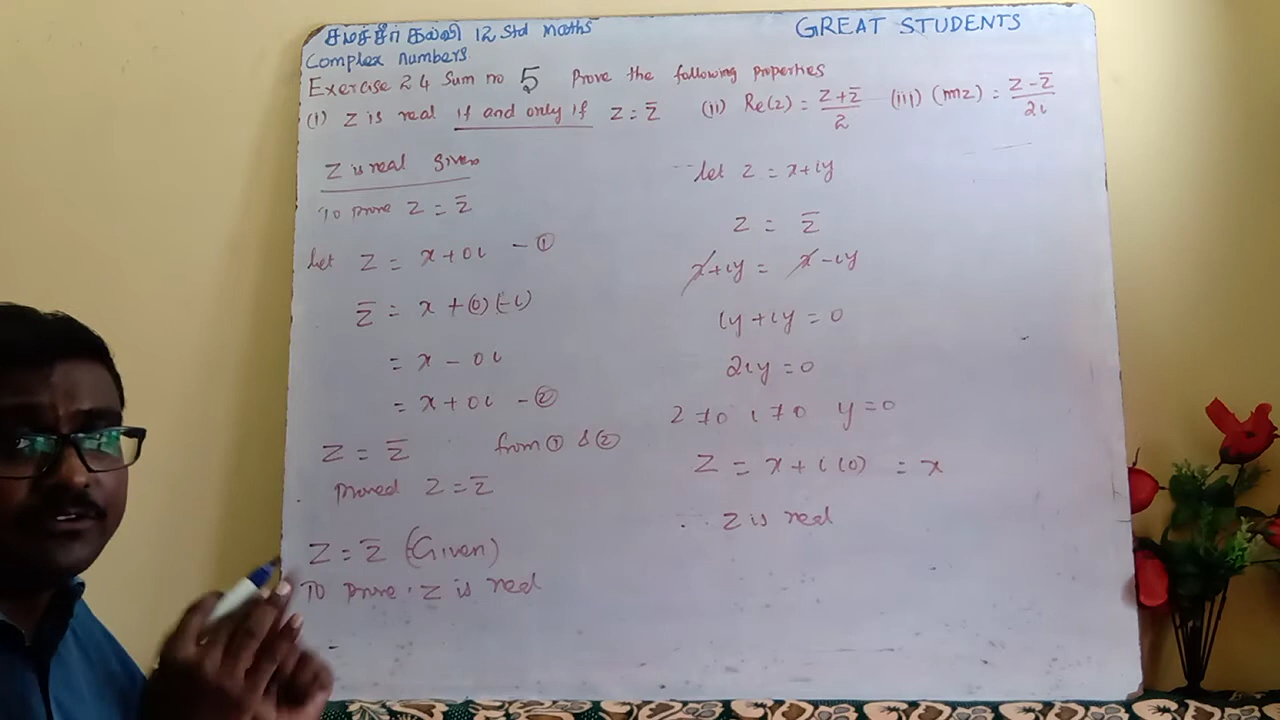 சமச்சீர் கல்வி 12 std maths
GREAT STUDENTS
Complex numbers
Exercise 2 4 Sum no 5 Prove the following properties
(i) Z is real if and only if Z = z̅ (ii) Re(z) = (Z + z̅)/2 (iii) (mz) = (Z - z̅)/2i
Z is real given
To prove Z = z̅
Let Z = x + 0i - ①
z̅ = x + (0)(-i)
= x - 0i
= x + 0i - ②
Z = z̅ from ① & ②
proved Z = z̅
Z = z̅ (Given)
To prove . Z is real
let Z = x + iy
Z = z̅
x + iy = x - iy
iy + iy = 0
2iy = 0
2 ≠ 0 i ≠ 0 y = 0
Z = x + i(0) = x
∴ Z is real